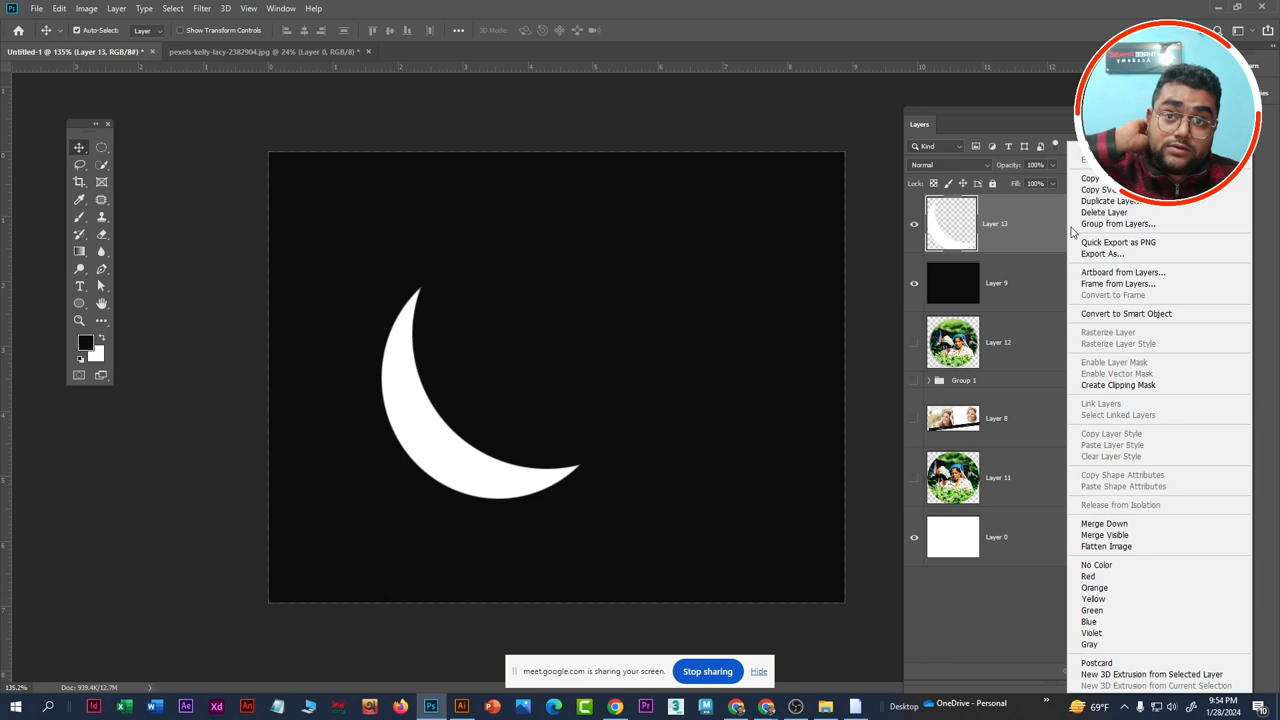 File Edit Image Layer Type Select Filter 3D View Window Help
Auto-Select: Layer Show Transform Controls 3D Mode:
Untitled-1 @ 135% (Layer 13, RGB/8#) * × pexels-kelly-lacy-2382904.jpg @ 24% (Layer 0, RGB/8) * ×
Layers
Kind
Normal Opacity: 100%
Lock: Fill: 100%
Layer 13
Layer 9
Layer 12
Group 1
Layer 8
Layer 11
Layer 0
Copy
Copy SVG
Duplicate Layer...
Delete Layer
Group from Layers...
Quick Export as PNG
Export As...
Artboard from Layers...
Frame from Layers...
Convert to Frame
Convert to Smart Object
Rasterize Layer
Rasterize Layer Style
Enable Layer Mask
Enable Vector Mask
Create Clipping Mask
Link Layers
Select Linked Layers
Copy Layer Style
Paste Layer Style
Clear Layer Style
Copy Shape Attributes
Paste Shape Attributes
Release from Isolation
Merge Down
Merge Visible
Flatten Image
No Color
Red
Orange
Yellow
Green
Blue
Violet
Gray
Postcard
New 3D Extrusion from Selected Layer
New 3D Extrusion from Current Selection
meet.google.com is sharing your screen. Stop sharing Hide
135.2% Doc: 939.4K/12.7M
Desktop OneDrive - Personal 69°F 9:54 PM
1/28/2024